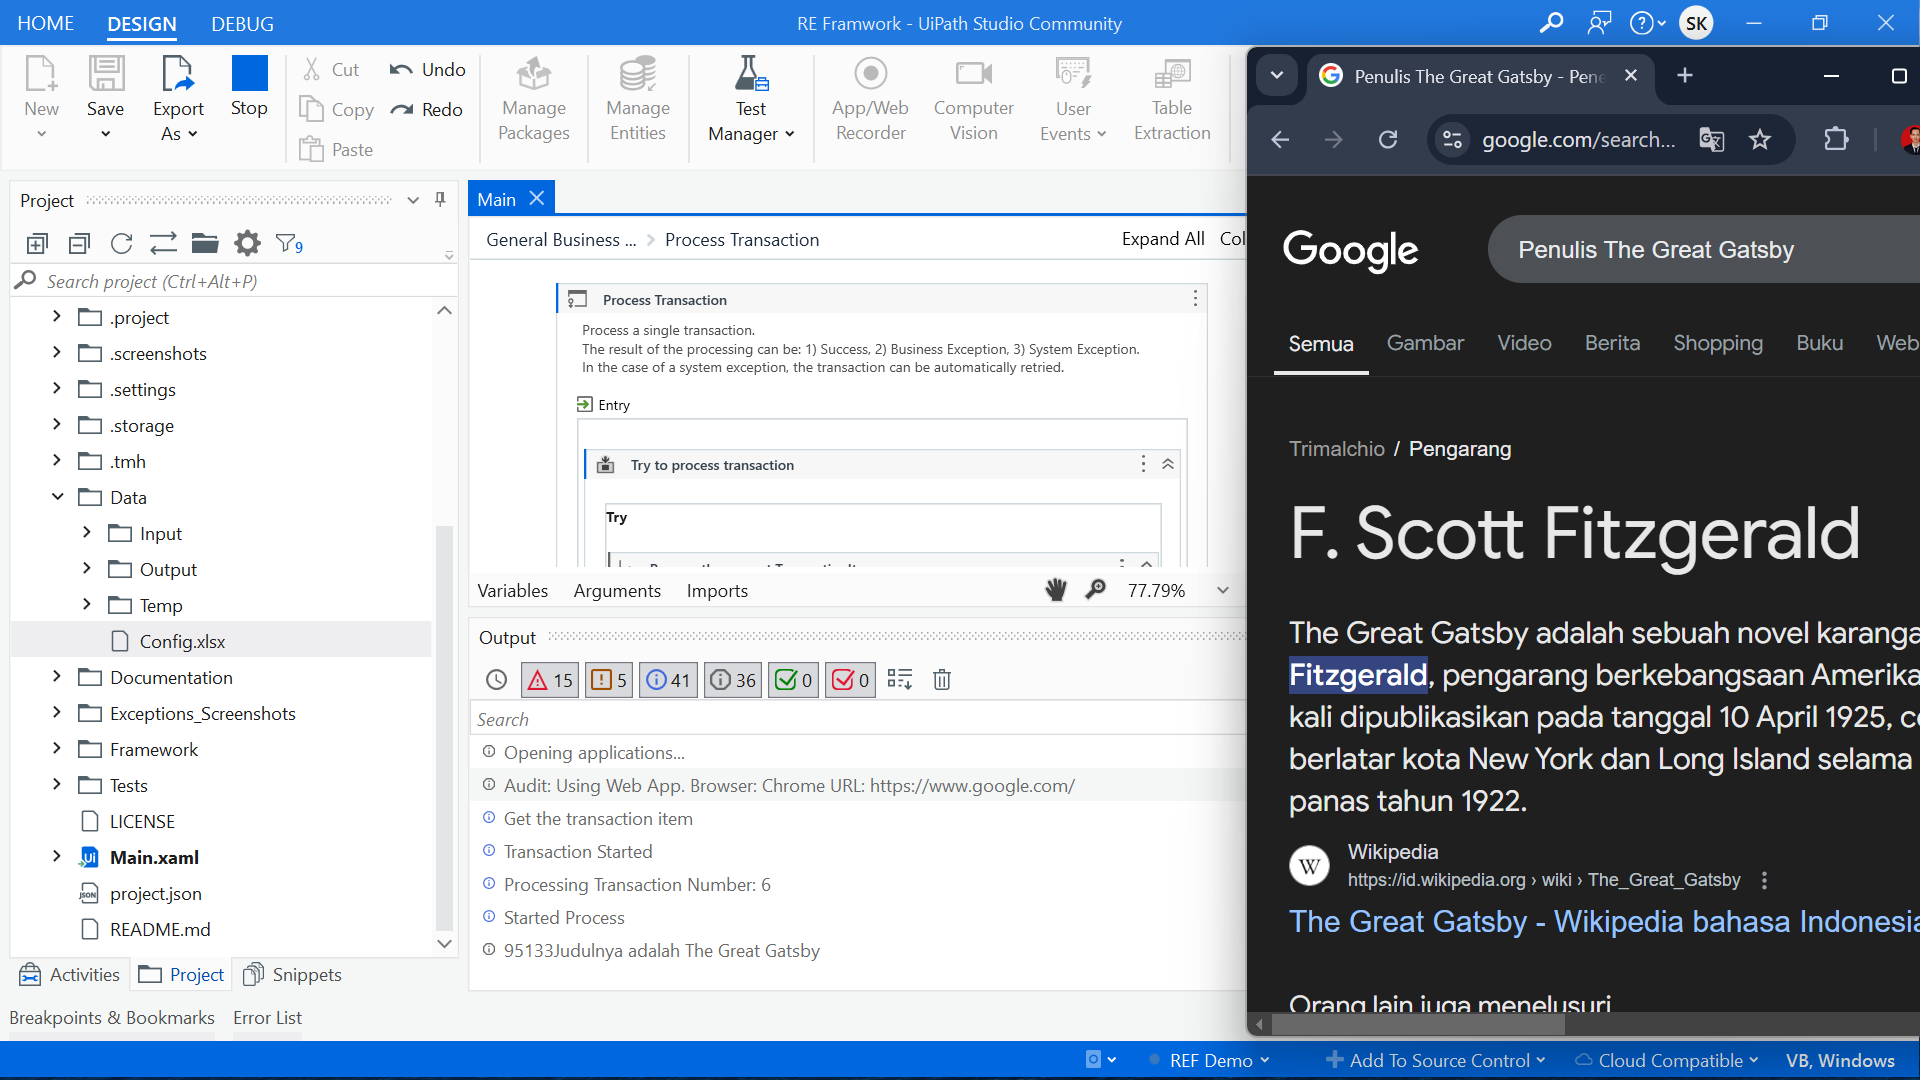 HOME DESIGN DEBUG
RE Framwork - UiPath Studio Community
SK
New Save Export As Stop
Cut Copy Paste Undo Redo
Manage Packages
Manage Entities
Test Manager
App/Web Recorder
Computer Vision
User Events
Table Extraction
Project
9
Search project (Ctrl+Alt+P)
.project
.screenshots
.settings
.storage
.tmh
Data
Input
Output
Temp
Config.xlsx
Documentation
Exceptions_Screenshots
Framework
Tests
LICENSE
Main.xaml
project.json
README.md
Activities Project Snippets
Breakpoints & Bookmarks Error List
Main
General Business ... > Process Transaction
Expand All Col
Process Transaction
Process a single transaction.
The result of the processing can be: 1) Success, 2) Business Exception, 3) System Exception.
In the case of a system exception, the transaction can be automatically retried.
Entry
Try to process transaction
Try
Variables Arguments Imports
77.79%
Output
15 5 41 36 0 0
Search
Opening applications...
Audit: Using Web App. Browser: Chrome URL: https://www.google.com/
Get the transaction item
Transaction Started
Processing Transaction Number: 6
Started Process
95133Judulnya adalah The Great Gatsby
Penulis The Great Gatsby - Pene
google.com/search...
Google
Penulis The Great Gatsby
Semua Gambar Video Berita Shopping Buku Web
Trimalchio / Pengarang
F. Scott Fitzgerald
The Great Gatsby adalah sebuah novel karanga
Fitzgerald, pengarang berkebangsaan Amerika
kali dipublikasikan pada tanggal 10 April 1925, c
berlatar kota New York dan Long Island selama
panas tahun 1922.
W
Wikipedia
https://id.wikipedia.org › wiki › The_Great_Gatsby
The Great Gatsby - Wikipedia bahasa Indonesia
Orang lain juga menelusuri
REF Demo
Add To Source Control
Cloud Compatible
VB, Windows